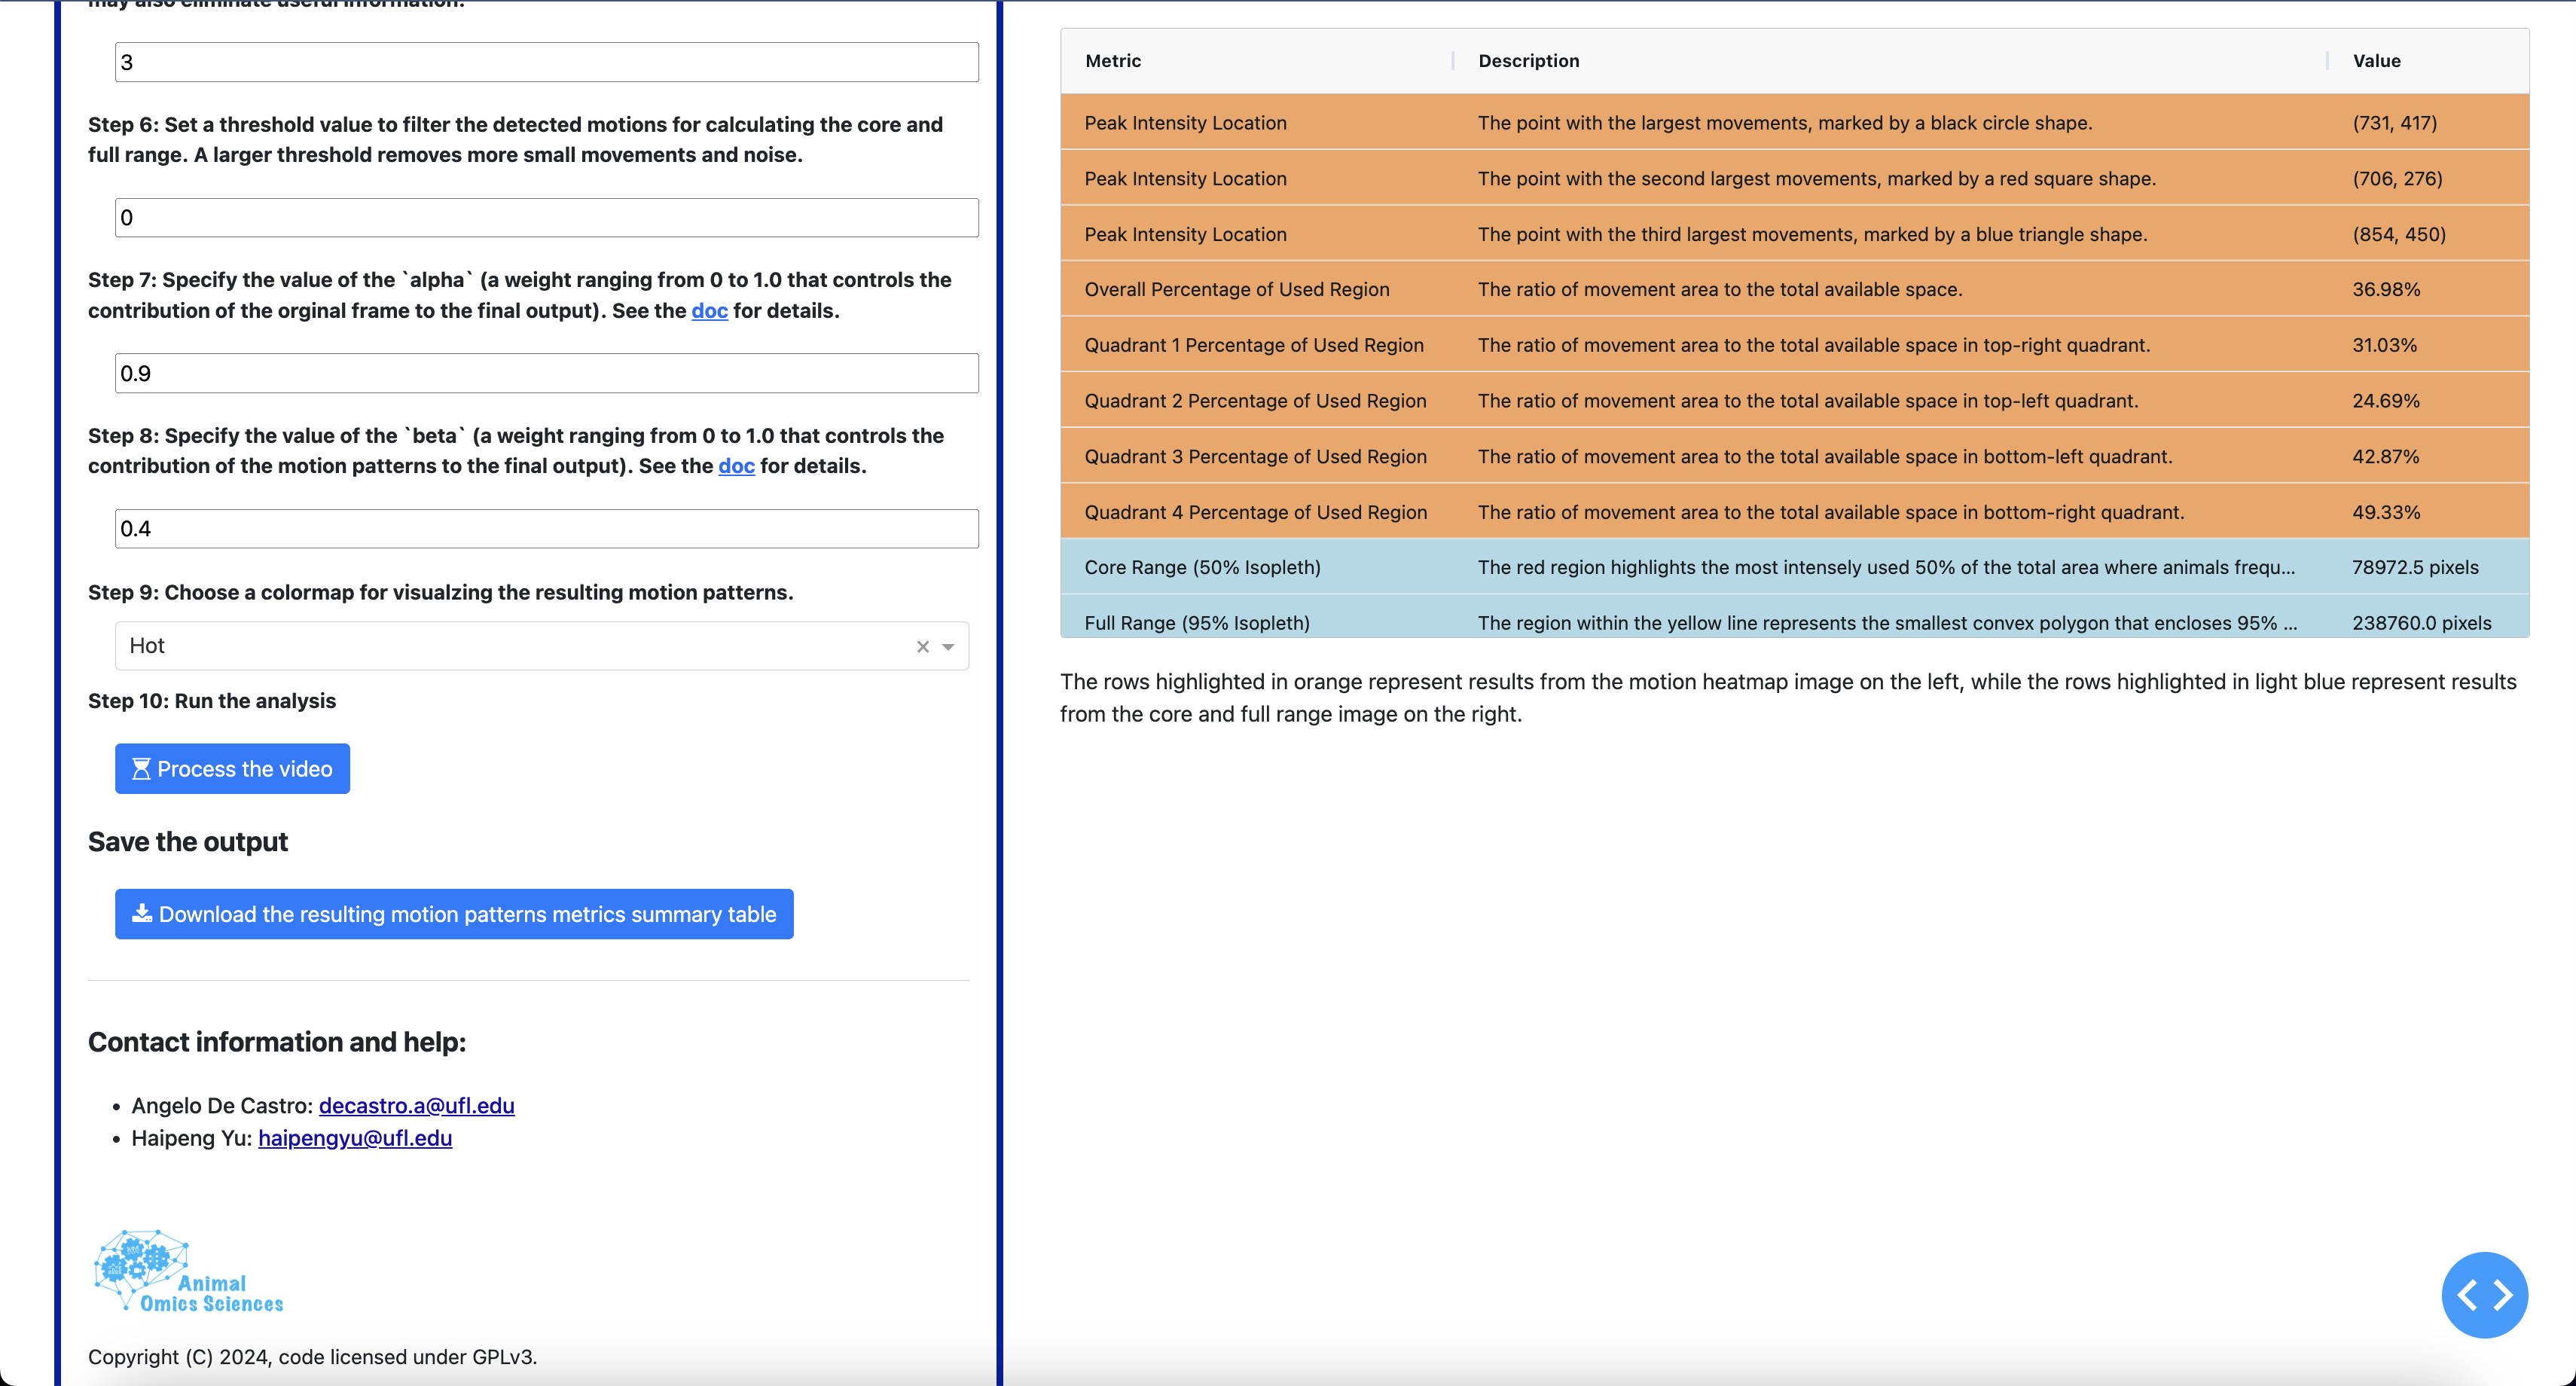 may also eliminate useful information.
3
Step 6: Set a threshold value to filter the detected motions for calculating the core and
full range. A larger threshold removes more small movements and noise.
0
Step 7: Specify the value of the `alpha` (a weight ranging from 0 to 1.0 that controls the
contribution of the orginal frame to the final output). See the doc for details.
0.9
Step 8: Specify the value of the `beta` (a weight ranging from 0 to 1.0 that controls the
contribution of the motion patterns to the final output). See the doc for details.
0.4
Step 9: Choose a colormap for visualzing the resulting motion patterns.
Hot
Step 10: Run the analysis
Process the video
Save the output
Download the resulting motion patterns metrics summary table
Contact information and help:
• Angelo De Castro: decastro.a@ufl.edu
• Haipeng Yu: haipengyu@ufl.edu
Animal
Omics Sciences
Copyright (C) 2024, code licensed under GPLv3.
Metric Description Value
Peak Intensity Location The point with the largest movements, marked by a black circle shape. (731, 417)
Peak Intensity Location The point with the second largest movements, marked by a red square shape. (706, 276)
Peak Intensity Location The point with the third largest movements, marked by a blue triangle shape. (854, 450)
Overall Percentage of Used Region The ratio of movement area to the total available space. 36.98%
Quadrant 1 Percentage of Used Region The ratio of movement area to the total available space in top-right quadrant. 31.03%
Quadrant 2 Percentage of Used Region The ratio of movement area to the total available space in top-left quadrant. 24.69%
Quadrant 3 Percentage of Used Region The ratio of movement area to the total available space in bottom-left quadrant. 42.87%
Quadrant 4 Percentage of Used Region The ratio of movement area to the total available space in bottom-right quadrant. 49.33%
Core Range (50% Isopleth) The red region highlights the most intensely used 50% of the total area where animals frequ... 78972.5 pixels
Full Range (95% Isopleth) The region within the yellow line represents the smallest convex polygon that encloses 95% ... 238760.0 pixels
The rows highlighted in orange represent results from the motion heatmap image on the left, while the rows highlighted in light blue represent results
from the core and full range image on the right.